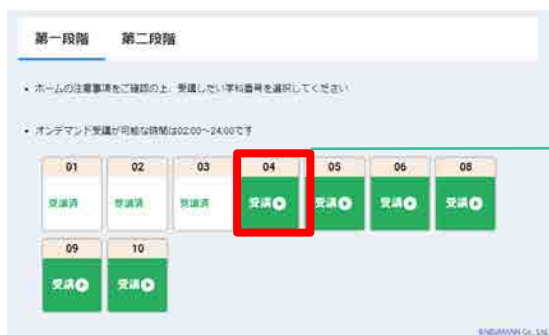 第一段階 第二段階
• ホームの注意事項をご確認の上、受講したい学科番号を選択してください
• オンデマンド受講が可能な時間は02:00～24:00です
01 02 03 04 05 06 08
受講済 受講済 受講済 受講 受講 受講 受講
09 10
受講 受講